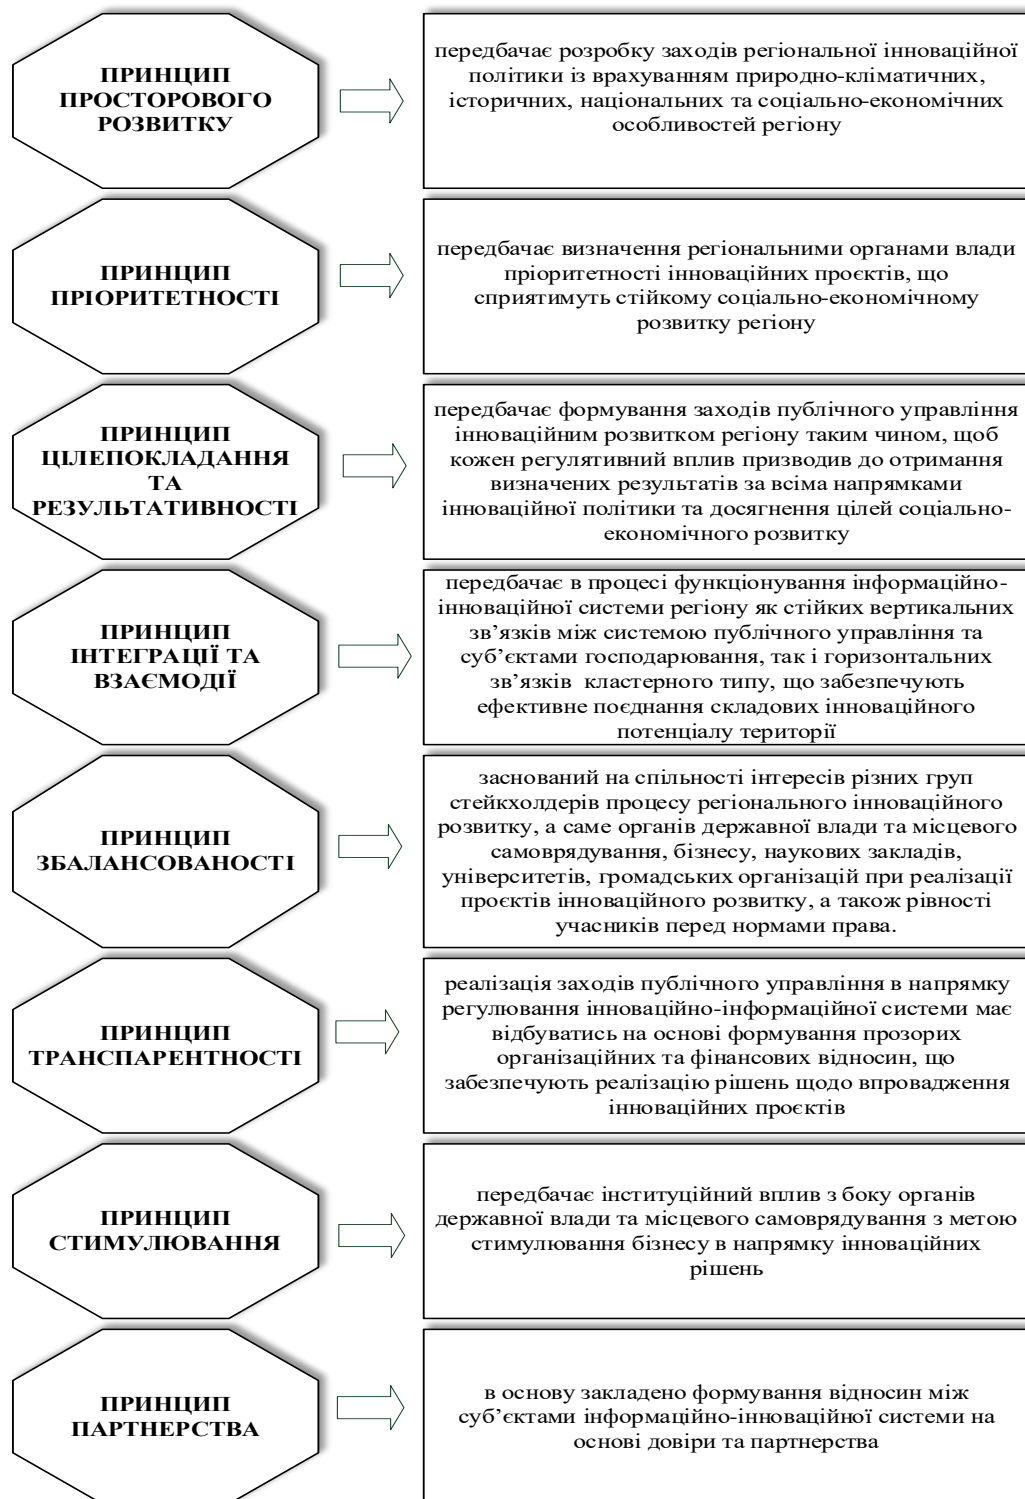 ПРИНЦИП
ПРОСТОРОВОГО
РОЗВИТКУ
передбачає розробку заходів регіональної інноваційної
політики із врахуванням природно-кліматичних,
історичних, національних та соціально-економічних
особливостей регіону
ПРИНЦИП
ПРІОРИТЕТНОСТІ
передбачає визначення регіональними органами влади
пріоритетності інноваційних проєктів, що
сприятимуть стійкому соціально-економічному
розвитку регіону
ПРИНЦИП
ЦІЛЕПОКЛАДАННЯ
ТА
РЕЗУЛЬТАТИВНОСТІ
передбачає формування заходів публічного управління
інноваційним розвитком регіону таким чином, щоб
кожен регулятивний вплив призводив до отримання
визначених результатів за всіма напрямками
інноваційної політики та досягнення цілей соціально-
економічного розвитку
ПРИНЦИП
ІНТЕГРАЦІЇ ТА
ВЗАЄМОДІЇ
передбачає в процесі функціонування інформаційно-
інноваційної системи регіону як стійких вертикальних
зв’язків між системою публічного управління та
суб’єктами господарювання, так і горизонтальних
зв’язків кластерного типу, що забезпечують
ефективне поєднання складових інноваційного
потенціалу території
ПРИНЦИП
ЗБАЛАНСОВАНОСТІ
заснований на спільності інтересів різних груп
стейкхолдерів процесу регіонального інноваційного
розвитку, а саме органів державної влади та місцевого
самоврядування, бізнесу, наукових закладів,
університетів, громадських організацій при реалізації
проєктів інноваційного розвитку, а також рівності
учасників перед нормами права.
ПРИНЦИП
ТРАНСПАРЕНТНОСТІ
реалізація заходів публічного управління в напрямку
регулювання інноваційно-інформаційної системи має
відбуватись на основі формування прозорих
організаційних та фінансових відносин, що
забезпечують реалізацію рішень щодо впровадження
інноваційних проєктів
ПРИНЦИП
СТИМУЛЮВАННЯ
передбачає інституційний вплив з боку органів
державної влади та місцевого самоврядування з метою
стимулювання бізнесу в напрямку інноваційних
рішень
ПРИНЦИП
ПАРТНЕРСТВА
в основу закладено формування відносин між
суб’єктами інформаційно-інноваційної системи на
основі довіри та партнерства